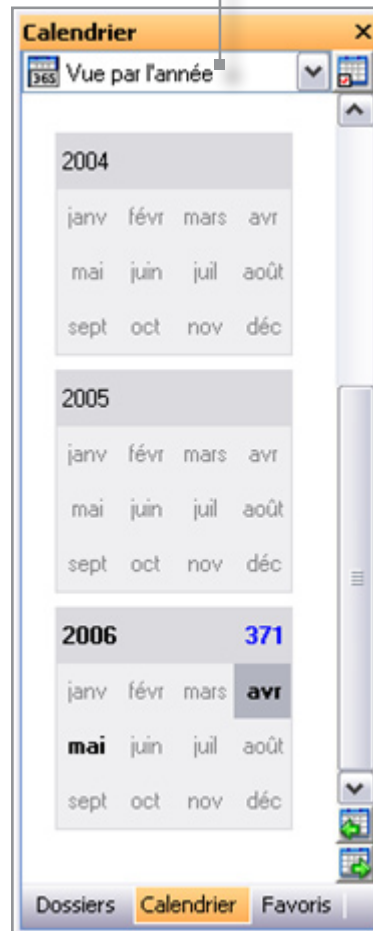 Calendrier
365 Vue par l'année
2004
janv févr mars avr
mai juin juil août
sept oct nov déc
2005
janv févr mars avr
mai juin juil août
sept oct nov déc
2006 371
janv févr mars avr
mai juin juil août
sept oct nov déc
Dossiers Calendrier Favoris